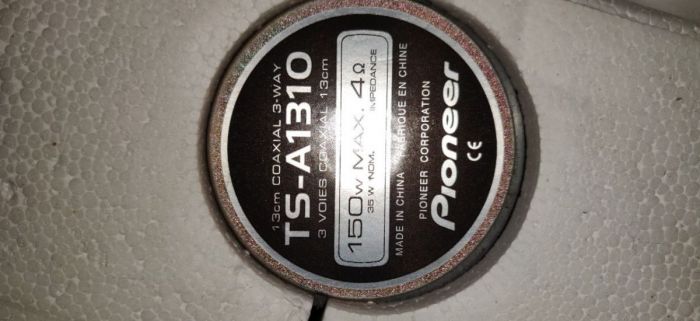 13cm COAXIAL 3-WAY
TS-A1310
3 VOIES COAXIAL 13cm
150W MAX. 4Ω
35 W NOM. IMPEDANCE
MADE IN CHINA FABRIQUE EN CHINE
PIONEER CORPORATION
Pioneer
CE